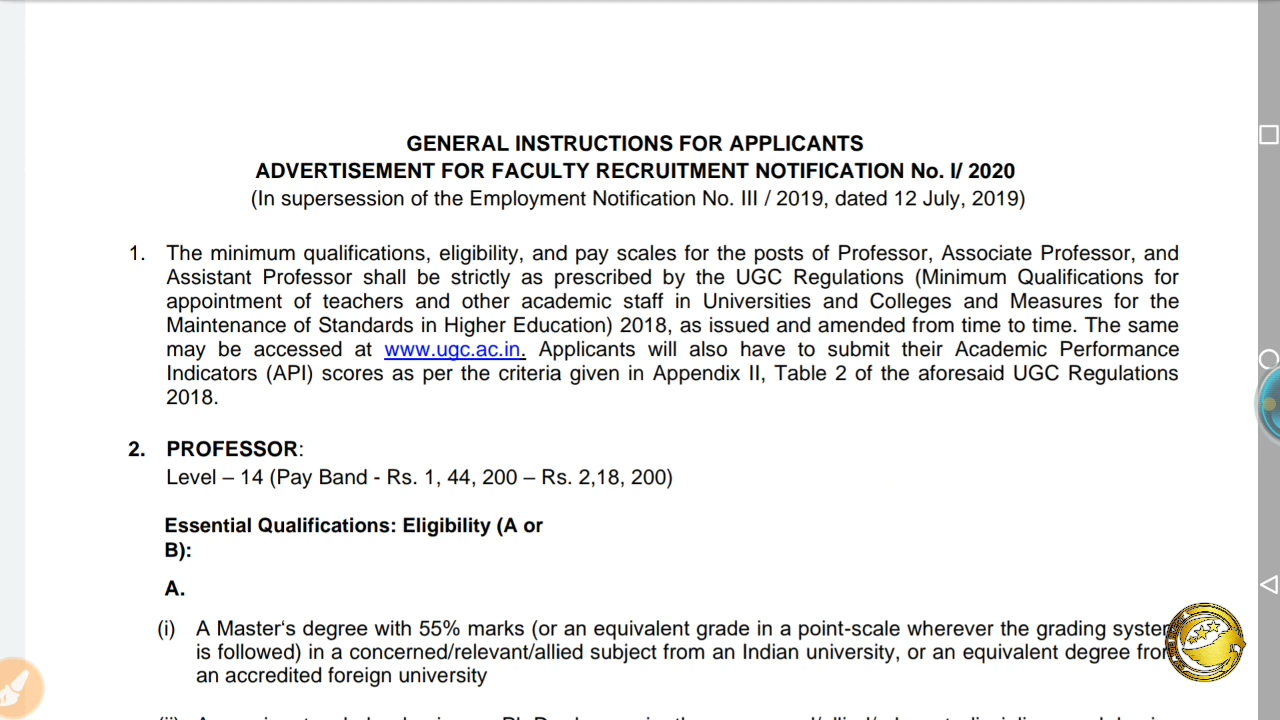 GENERAL INSTRUCTIONS FOR APPLICANTS
ADVERTISEMENT FOR FACULTY RECRUITMENT NOTIFICATION No. I/ 2020
(In supersession of the Employment Notification No. III / 2019, dated 12 July, 2019)
1. The minimum qualifications, eligibility, and pay scales for the posts of Professor, Associate Professor, and
Assistant Professor shall be strictly as prescribed by the UGC Regulations (Minimum Qualifications for
appointment of teachers and other academic staff in Universities and Colleges and Measures for the
Maintenance of Standards in Higher Education) 2018, as issued and amended from time to time. The same
may be accessed at www.ugc.ac.in. Applicants will also have to submit their Academic Performance
Indicators (API) scores as per the criteria given in Appendix II, Table 2 of the aforesaid UGC Regulations
2018.
2. PROFESSOR:
Level – 14 (Pay Band - Rs. 1, 44, 200 – Rs. 2,18, 200)
Essential Qualifications: Eligibility (A or
B):
A.
(i) A Master‘s degree with 55% marks (or an equivalent grade in a point-scale wherever the grading system
is followed) in a concerned/relevant/allied subject from an Indian university, or an equivalent degree from
an accredited foreign university